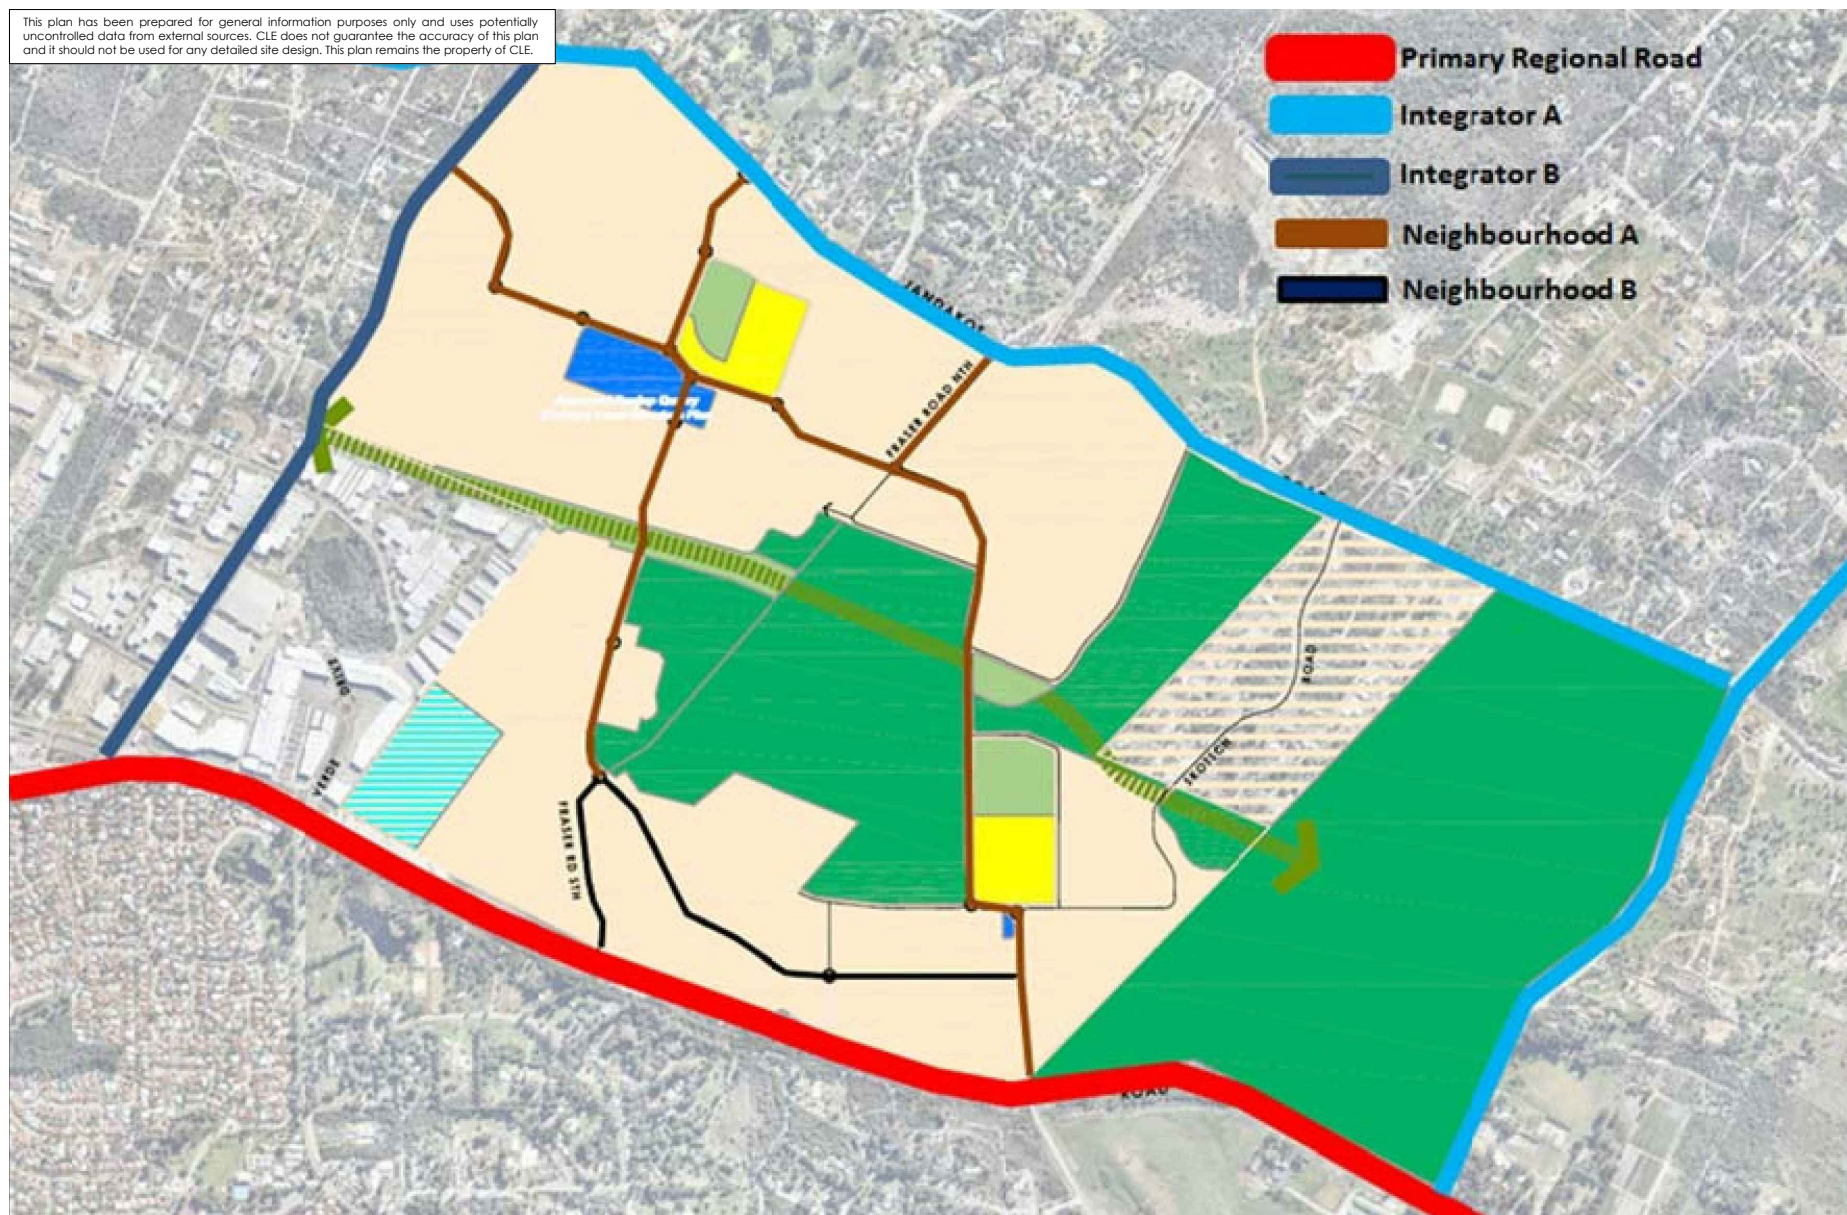 This plan has been prepared for general information purposes only and uses potentially
uncontrolled data from external sources. CLE does not guarantee the accuracy of this plan
and it should not be used for any detailed site design. This plan remains the property of CLE.
Primary Regional Road
Integrator A
Integrator B
Neighbourhood A
Neighbourhood B
FRASER ROAD NTH
ROAD
DRIVE
FRASER RD STH
ROAD